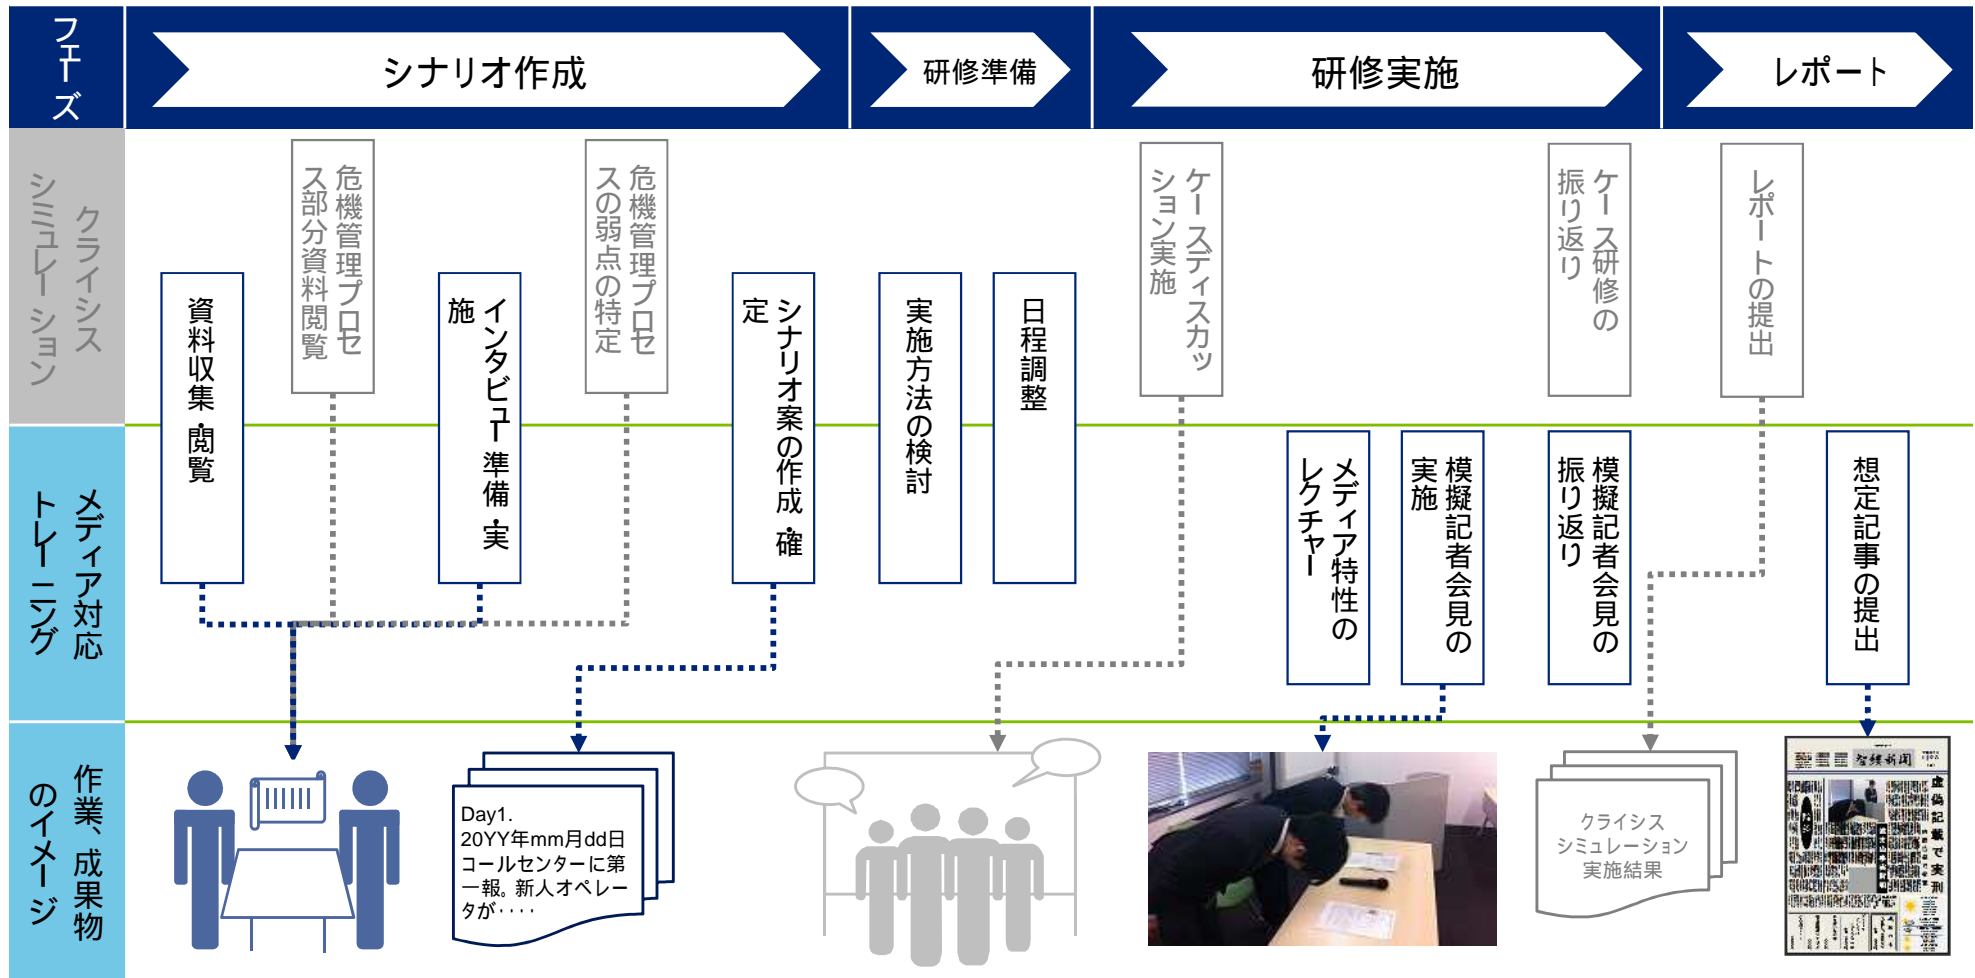 フェーズ
シナリオ作成
研修準備
研修実施
レポート
クライシス
シミュレーション
資料収集・閲覧
危機管理プロセ
ス部分資料閲覧
インタビュー準備・実
施
危機管理プロセ
スの弱点の特定
シナリオ案の作成・確
定
実施方法の検討
日程調整
ケースディスカッ
ション実施
ケース研修の
振り返り
レポートの提出
メディア対応
トレーニング
メディア特性の
レクチャー
模擬記者会見の
実施
模擬記者会見の
振り返り
想定記事の提出
作業、成果物
のイメージ
Day1.
20YY年mm月dd日
コールセンターに第
一報。新人オペレー
タが‥‥
クライシス
シミュレーション
実施結果
虚偽記載で実刑